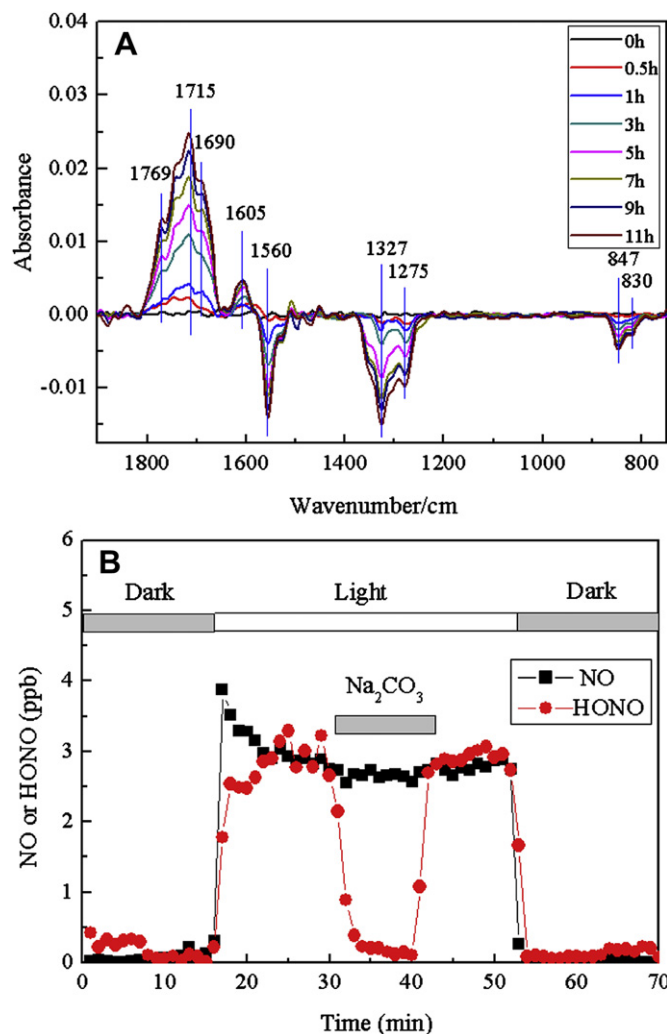 A
0.04
0.03
0.02
0.01
0.00
-0.01
Absorbance
1769
1715
1690
1605
1560
1327
1275
847
830
0h
0.5h
1h
3h
5h
7h
9h
11h
1800
1600
1400
1200
1000
800
Wavenumber/cm
B
6
5
4
3
2
1
0
NO or HONO (ppb)
Dark
Light
Dark
Na₂CO₃
NO
HONO
0
10
20
30
40
50
60
70
Time (min)